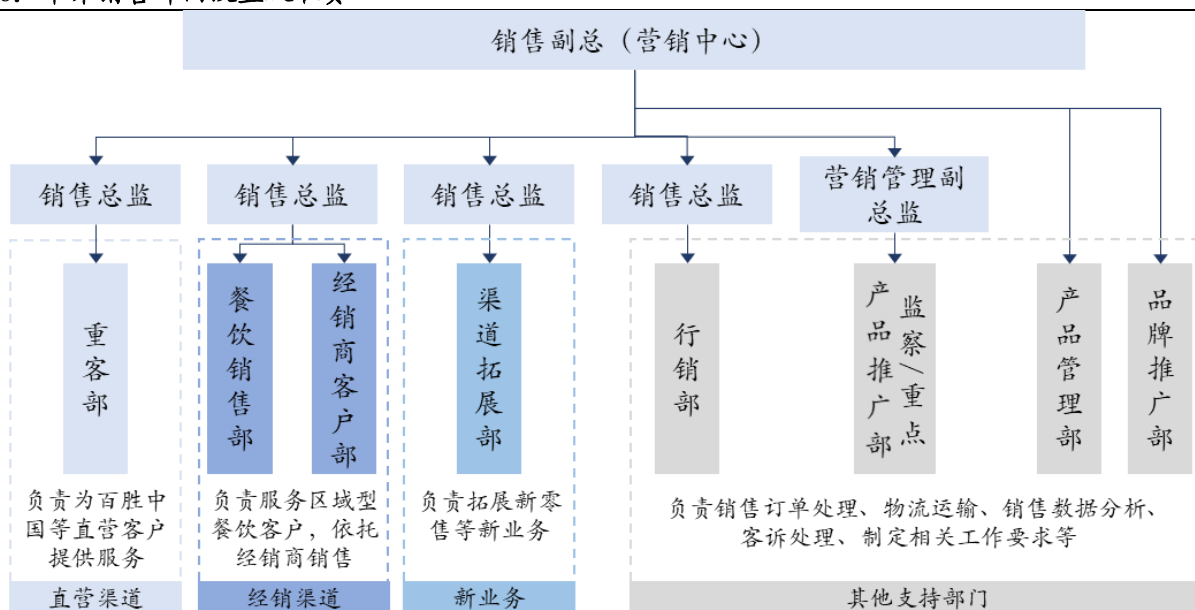 销售副总（营销中心）
销售总监
销售总监
销售总监
销售总监
营销管理副
总监
重客部
餐饮销售部
经销商客户部
渠道拓展部
行销部
监察/重点
产品推广部
产品管理部
品牌推广部
负责为百胜中
国等直营客户
提供服务
负责服务区域型
餐饮客户，依托
经销商销售
负责拓展新零
售等新业务
负责销售订单处理、物流运输、销售数据分析、
客诉处理、制定相关工作要求等
直营渠道
经销渠道
新业务
其他支持部门